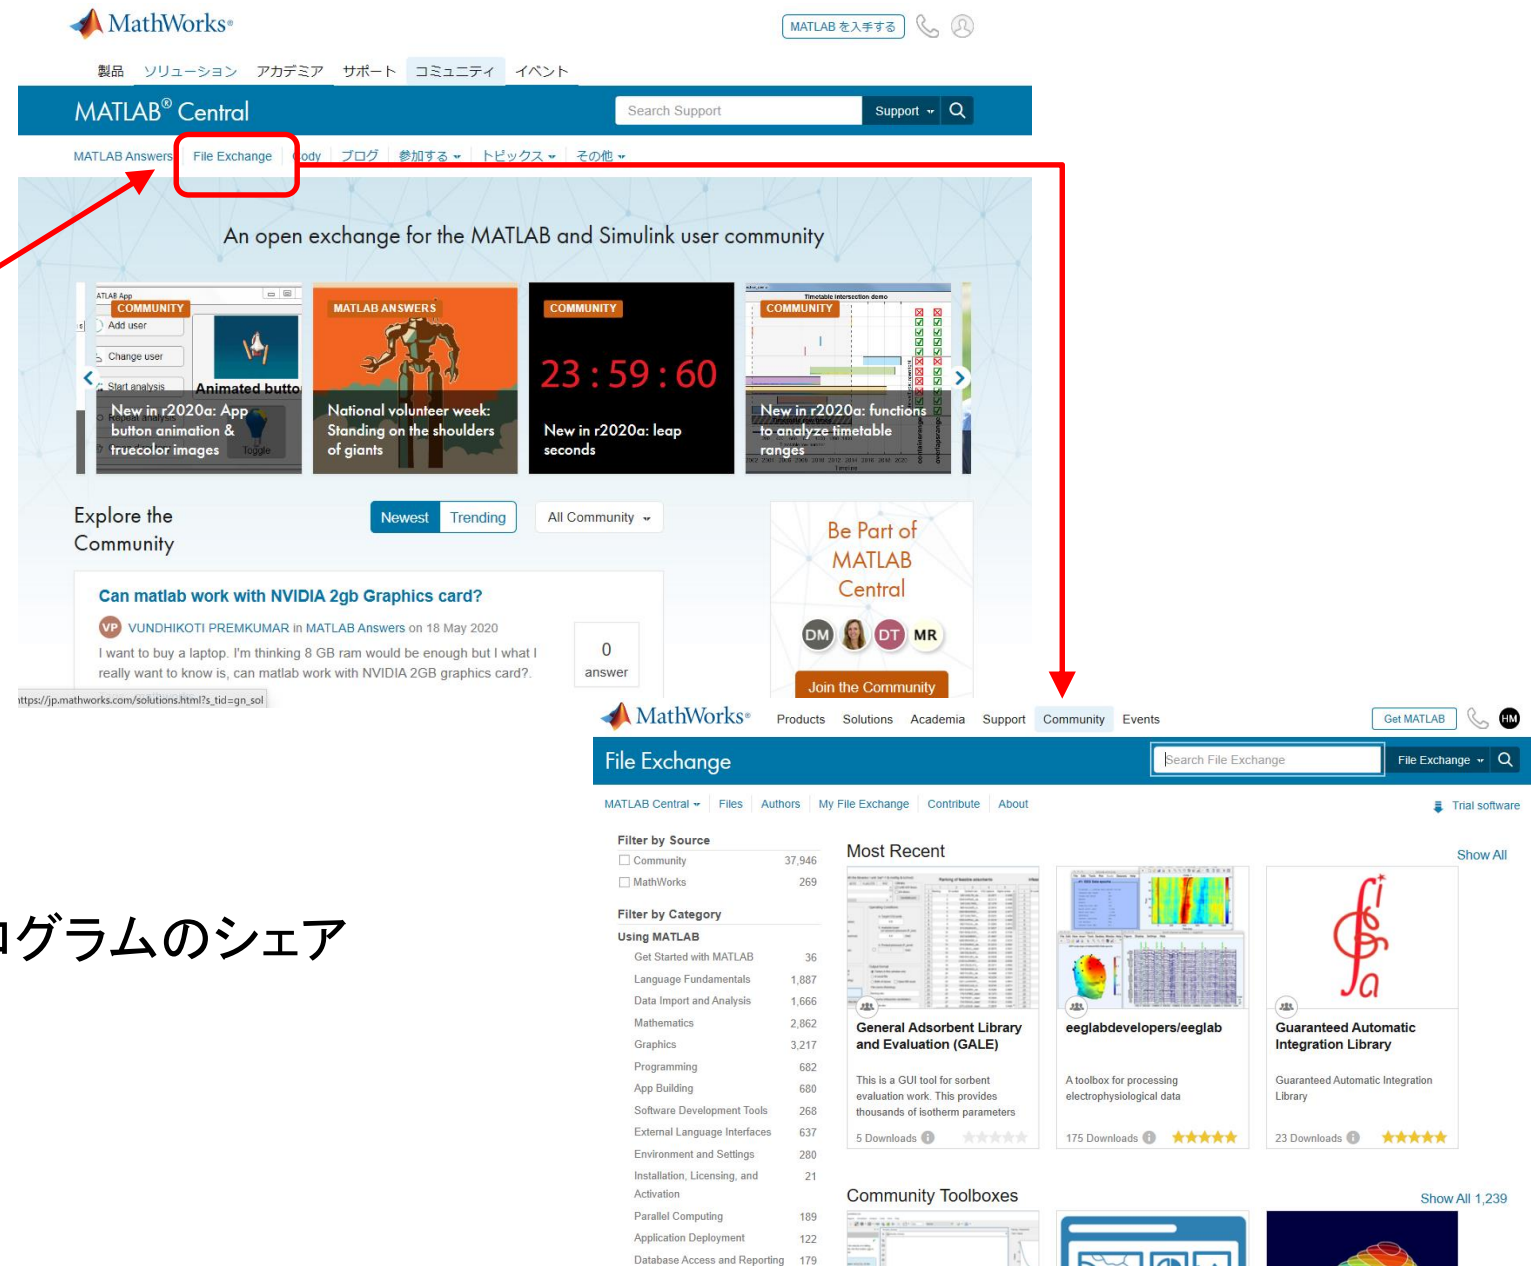 MathWorks®
MATLAB を入手する
製品 ソリューション アカデミア サポート コミュニティ イベント
MATLAB® Central
Search Support
Support
MATLAB Answers File Exchange Cody ブログ 参加する トピックス その他
An open exchange for the MATLAB and Simulink user community
COMMUNITY
Add user
Change user
Start analysis
Animated butto
Toggle
New in r2020a: App
button animation &
truecolor images
MATLAB ANSWERS
National volunteer week:
Standing on the shoulders
of giants
COMMUNITY
23:59:60
New in r2020a: leap
seconds
Timetable intersection demo
COMMUNITY
New in r2020a: functions
to analyze timetable
ranges
Explore the
Community
Newest Trending
All Community
Can matlab work with NVIDIA 2gb Graphics card?
VP VUNDHIKOTI PREMKUMAR in MATLAB Answers on 18 May 2020
I want to buy a laptop. I'm thinking 8 GB ram would be enough but I what I
really want to know is, can matlab work with NVIDIA 2GB graphics card?.
0
answer
Be Part of
MATLAB
Central
DM DT MR
Join the Community
https://jp.mathworks.com/solutions.html?s_tid=gn_sol
ログラムのシェア
MathWorks®
Products Solutions Academia Support Community Events
Get MATLAB
HM
File Exchange
Search File Exchange
File Exchange
MATLAB Central Files Authors My File Exchange Contribute About
Trial software
Filter by Source
Community 37,946
MathWorks 269
Filter by Category
Using MATLAB
Get Started with MATLAB 36
Language Fundamentals 1,887
Data Import and Analysis 1,666
Mathematics 2,862
Graphics 3,217
Programming 682
App Building 680
Software Development Tools 268
External Language Interfaces 637
Environment and Settings 280
Installation, Licensing, and
Activation 21
Parallel Computing 189
Application Deployment 122
Database Access and Reporting 179
Most Recent
Show All
General Adsorbent Library
and Evaluation (GALE)
This is a GUI tool for sorbent
evaluation work. This provides
thousands of isotherm parameters
5 Downloads
eeglabdevelopers/eeglab
A toolbox for processing
electrophysiological data
175 Downloads
Guaranteed Automatic
Integration Library
Guaranteed Automatic Integration
Library
23 Downloads
Community Toolboxes
Show All 1,239